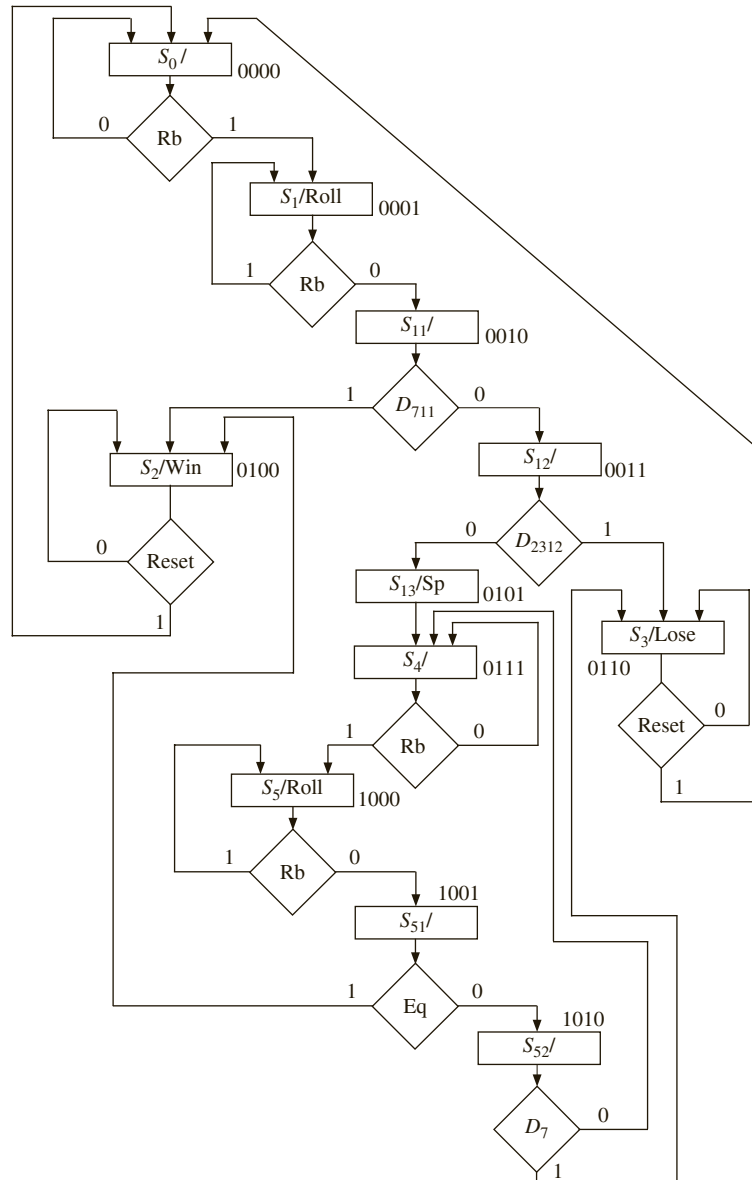 S₀/
0000
0
Rb
1
S₁/Roll
0001
1
Rb
0
S₁₁/
0010
1
D₇₁₁
0
S₂/Win
0100
S₁₂/
0011
0
Reset
1
0
D₂₃₁₂
1
S₁₃/Sp
0101
S₃/Lose
0110
S₄/
0111
Reset
0
1
1
Rb
0
S₅/Roll
1000
1
Rb
0
1001
S₅₁/
1
Eq
0
1010
S₅₂/
D₇
0
1